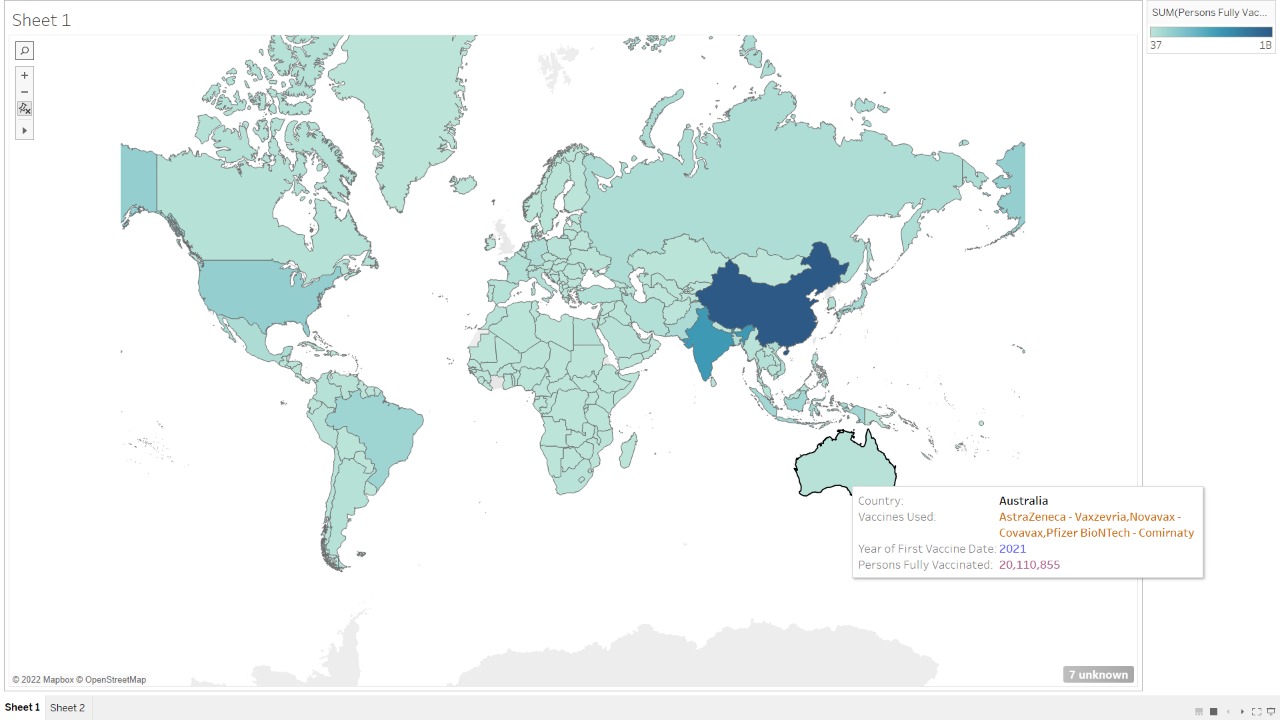 Sheet 1
SUM(Persons Fully Vac...
37 1B
Country: Australia
Vaccines Used: AstraZeneca - Vaxzevria,Novavax -
Covavax,Pfizer BioNTech - Comirnaty
Year of First Vaccine Date: 2021
Persons Fully Vaccinated: 20,110,855
7 unknown
© 2022 Mapbox © OpenStreetMap
Sheet 1 Sheet 2